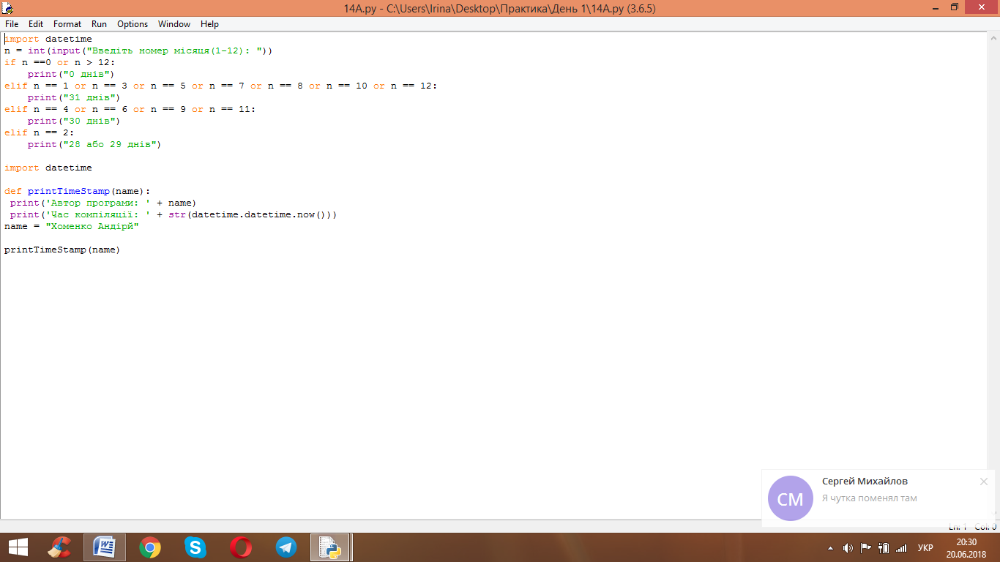 14A.py - C:\Users\Irina\Desktop\Практика\День 1\14A.py (3.6.5)
File Edit Format Run Options Window Help
import datetime
n = int(input("Введіть номер місяця(1-12): "))
if n ==0 or n > 12:
    print("0 днів")
elif n == 1 or n == 3 or n == 5 or n == 7 or n == 8 or n == 10 or n == 12:
    print("31 днів")
elif n == 4 or n == 6 or n == 9 or n == 11:
    print("30 днів")
elif n == 2:
    print("28 або 29 днів")
import datetime
def printTimeStamp(name):
 print('Автор програми: ' + name)
 print('Час компіляції: ' + str(datetime.datetime.now()))
name = "Хоменко Андірй"
printTimeStamp(name)
Сергей Михайлов
СМ
Я чутка поменял там
Ln: 1 Col: 0
УКР
20:30
20.06.2018